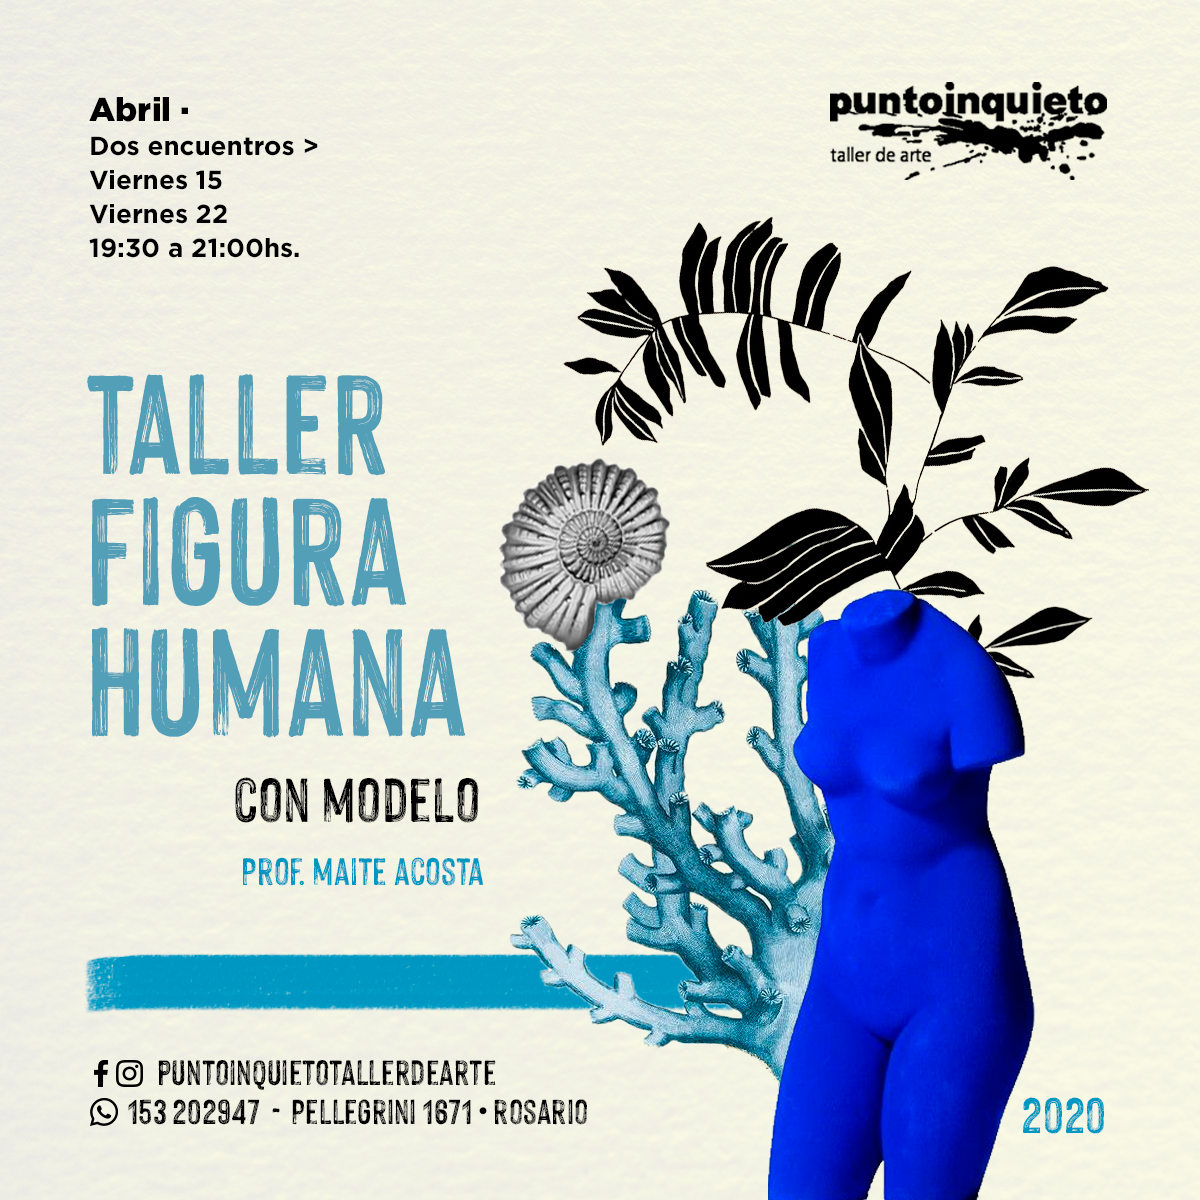 Abril ·
Dos encuentros >
Viernes 15
Viernes 22
19:30 a 21:00hs.
puntoinquieto
taller de arte
TALLER
FIGURA
HUMANA
CON MODELO
PROF. MAITE ACOSTA
PUNTOINQUIETOTALLERDEARTE
153 202947 - PELLEGRINI 1671 • ROSARIO
2020